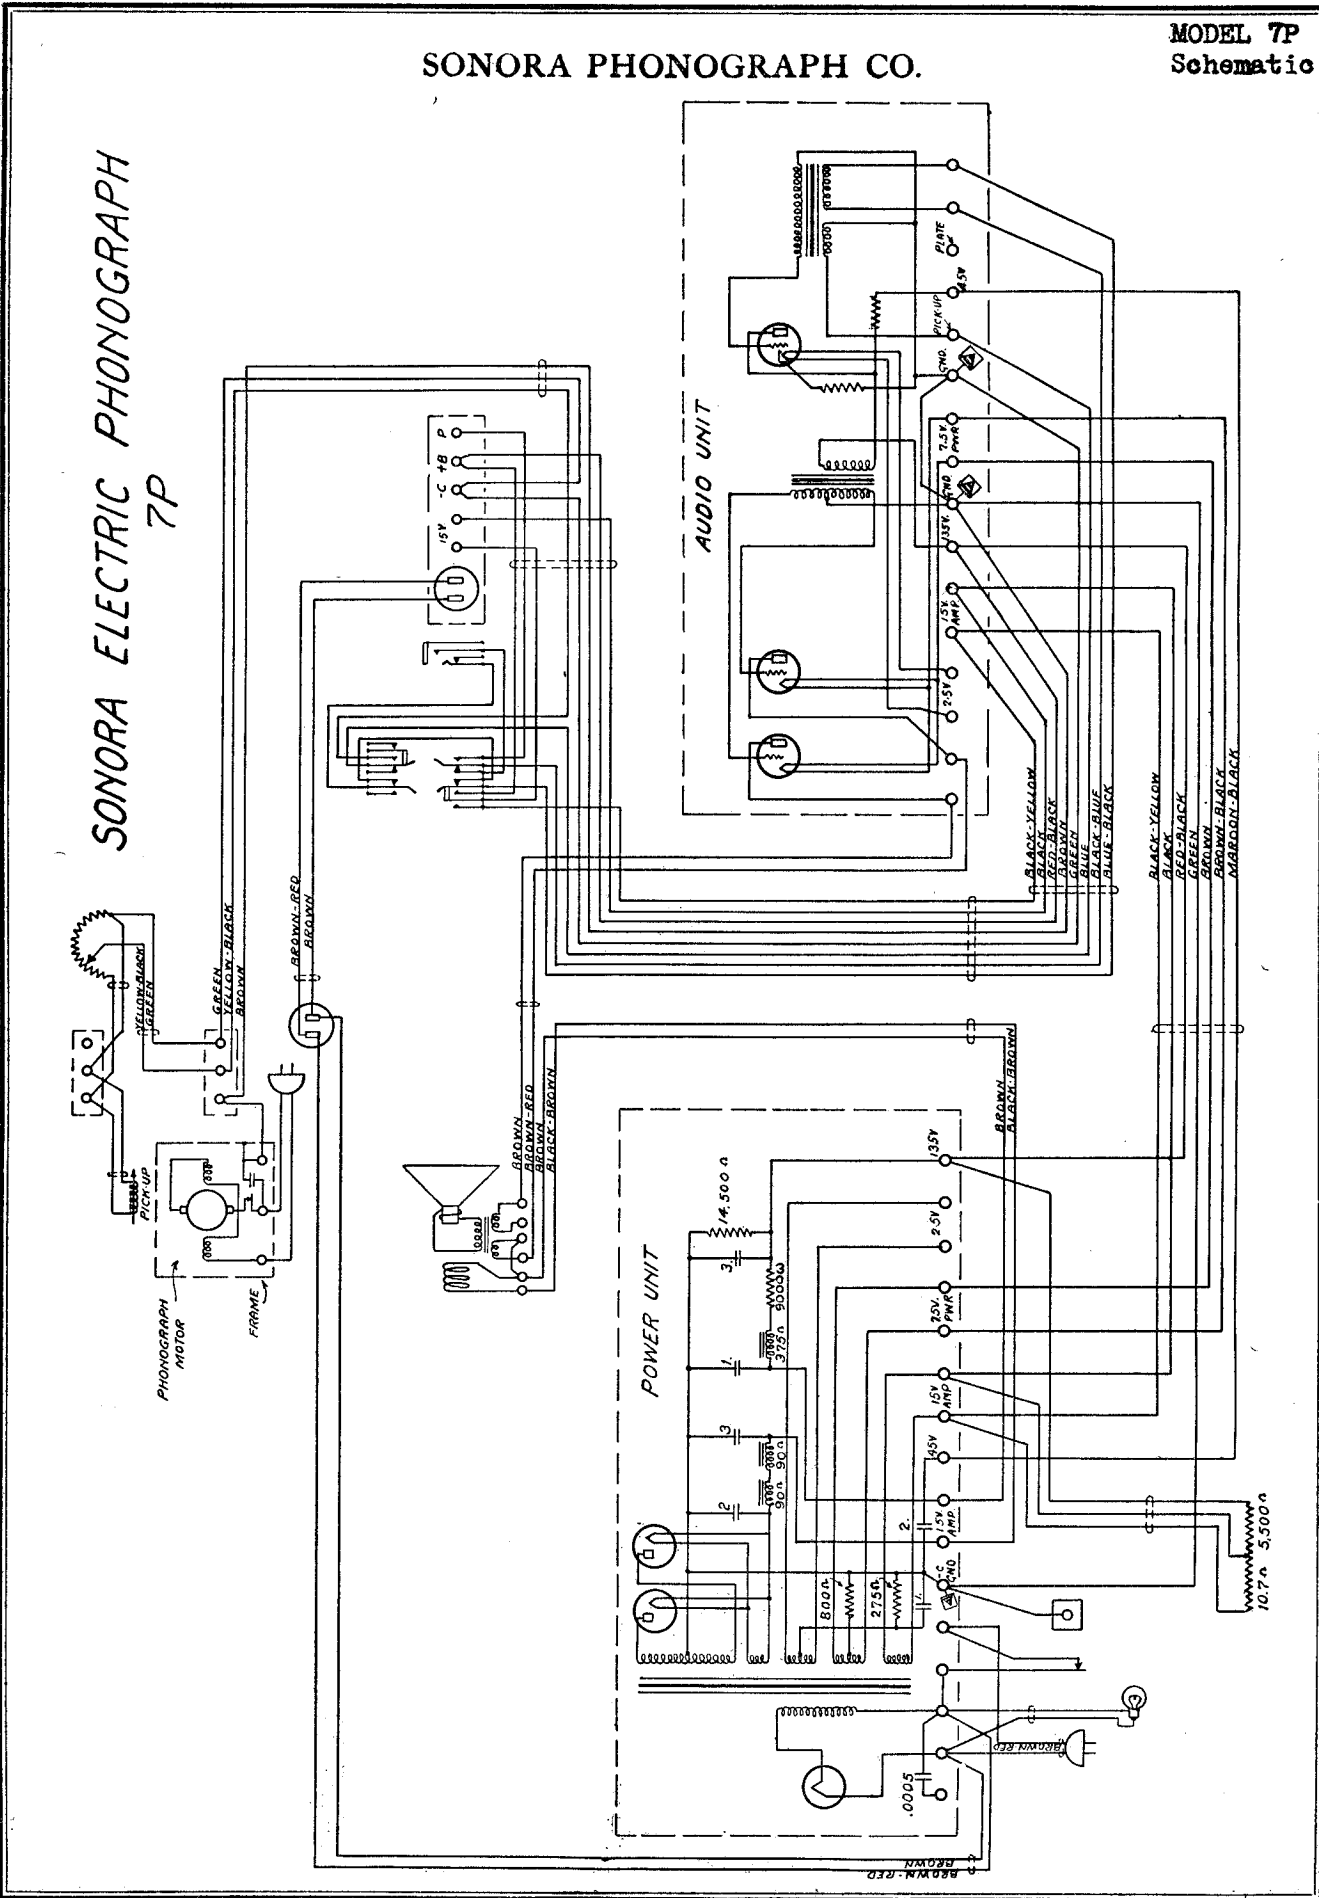 MODEL 7P
Schematic
SONORA PHONOGRAPH CO.
SONORA ELECTRIC PHONOGRAPH
7P
YELLOW-BLACK
GREEN
GREEN
YELLOW-BLACK
BROWN
BROWN-RED
BROWN
PICK-UP
PHONOGRAPH
MOTOR
FRAME
P
+B
-C
15V
AUDIO UNIT
PLATE
45V
PICK-UP
GND.
7.5V.
PWR
GND
135V.
15V.
AMP
2.5V
BLACK-YELLOW
BLACK
RED-BLACK
BROWN
GREEN
BLUE
BLACK-BLUE
BLUE-BLACK
BLACK-YELLOW
BLACK
RED-BLACK
GREEN
BROWN
BROWN-BLACK
MAROON-BLACK
BROWN
BROWN-RED
BROWN
BLACK-BROWN
BROWN
BLACK-BROWN
POWER UNIT
14,500 Ω
3.
9000ω
375Ω
1.
3
90Ω
90Ω
2
800Ω
275Ω
2.
1.
.0005
135V
2.5V
7.5V.
PWR
15V
AMP
45V
1.5V.
AMP.
-C
GND
10.7Ω
5,500Ω
BROWN-RED
BROWN
BROWN-RED